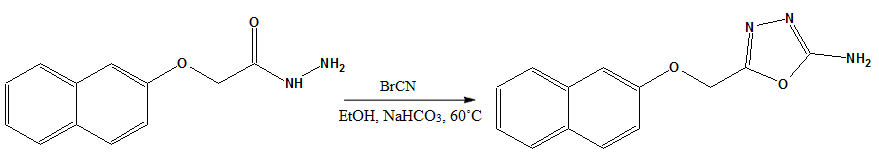 O
O
NH
NH₂
BrCN
EtOH, NaHCO₃, 60˚C
O
N
N
O
NH₂